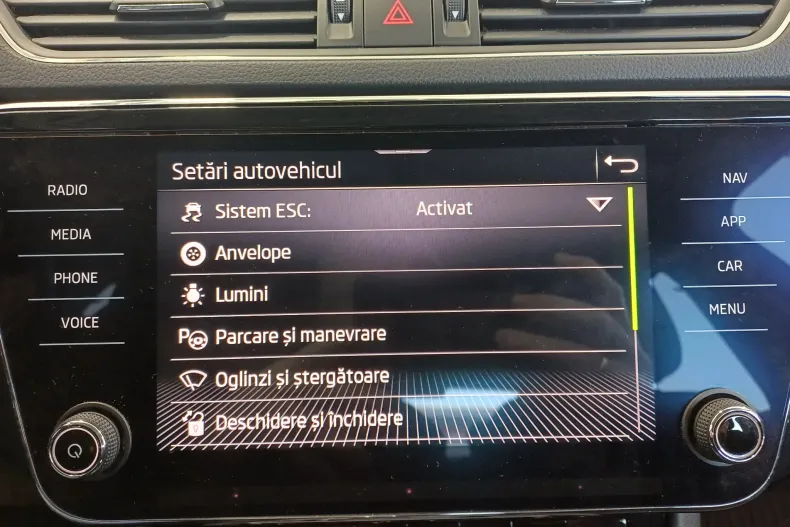 Setări autovehicul
RADIO
MEDIA
PHONE
VOICE
Sistem ESC: Activat
Anvelope
Lumini
Parcare și manevrare
Oglinzi și ștergătoare
Deschidere și închidere
NAV
APP
CAR
MENU